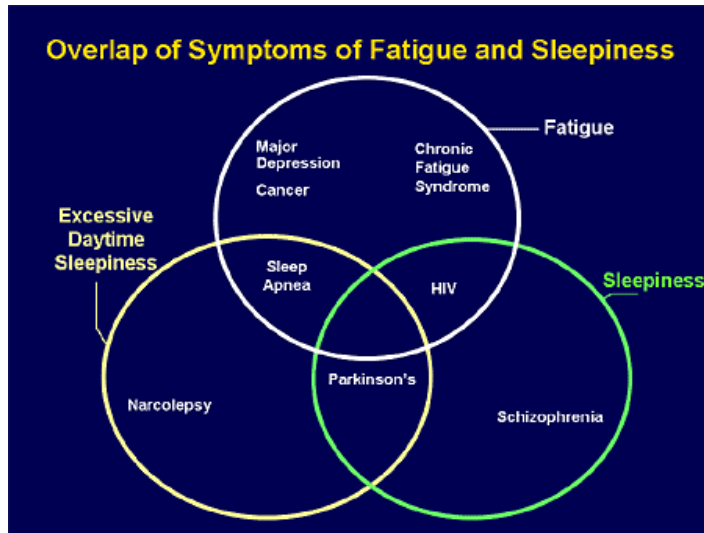 Overlap of Symptoms of Fatigue and Sleepiness
Fatigue
Major
Depression
Cancer
Chronic
Fatigue
Syndrome
Excessive
Daytime
Sleepiness
Sleep
Apnea
HIV
Sleepiness
Parkinson's
Narcolepsy
Schizophrenia